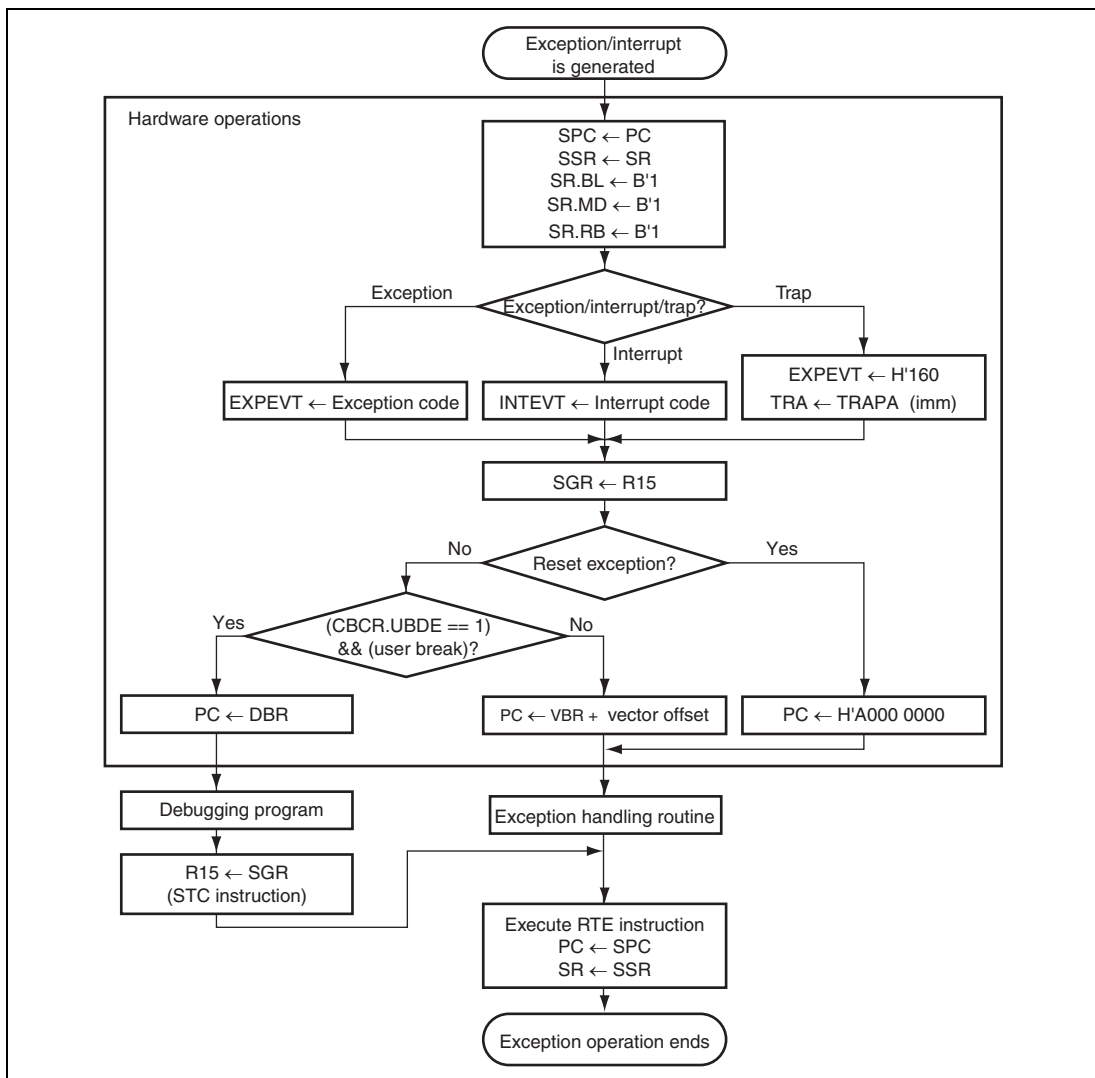 Exception/interrupt
is generated
Hardware operations
SPC ← PC
SSR ← SR
SR.BL ← B'1
SR.MD ← B'1
SR.RB ← B'1
Exception
Exception/interrupt/trap?
Trap
Interrupt
EXPEVT ← Exception code
INTEVT ← Interrupt code
EXPEVT ← H'160
TRA ← TRAPA (imm)
SGR ← R15
No
Reset exception?
Yes
Yes
(CBCR.UBDE == 1)
&& (user break)?
No
PC ← DBR
PC ← VBR + vector offset
PC ← H'A000 0000
Debugging program
Exception handling routine
R15 ← SGR
(STC instruction)
Execute RTE instruction
PC ← SPC
SR ← SSR
Exception operation ends